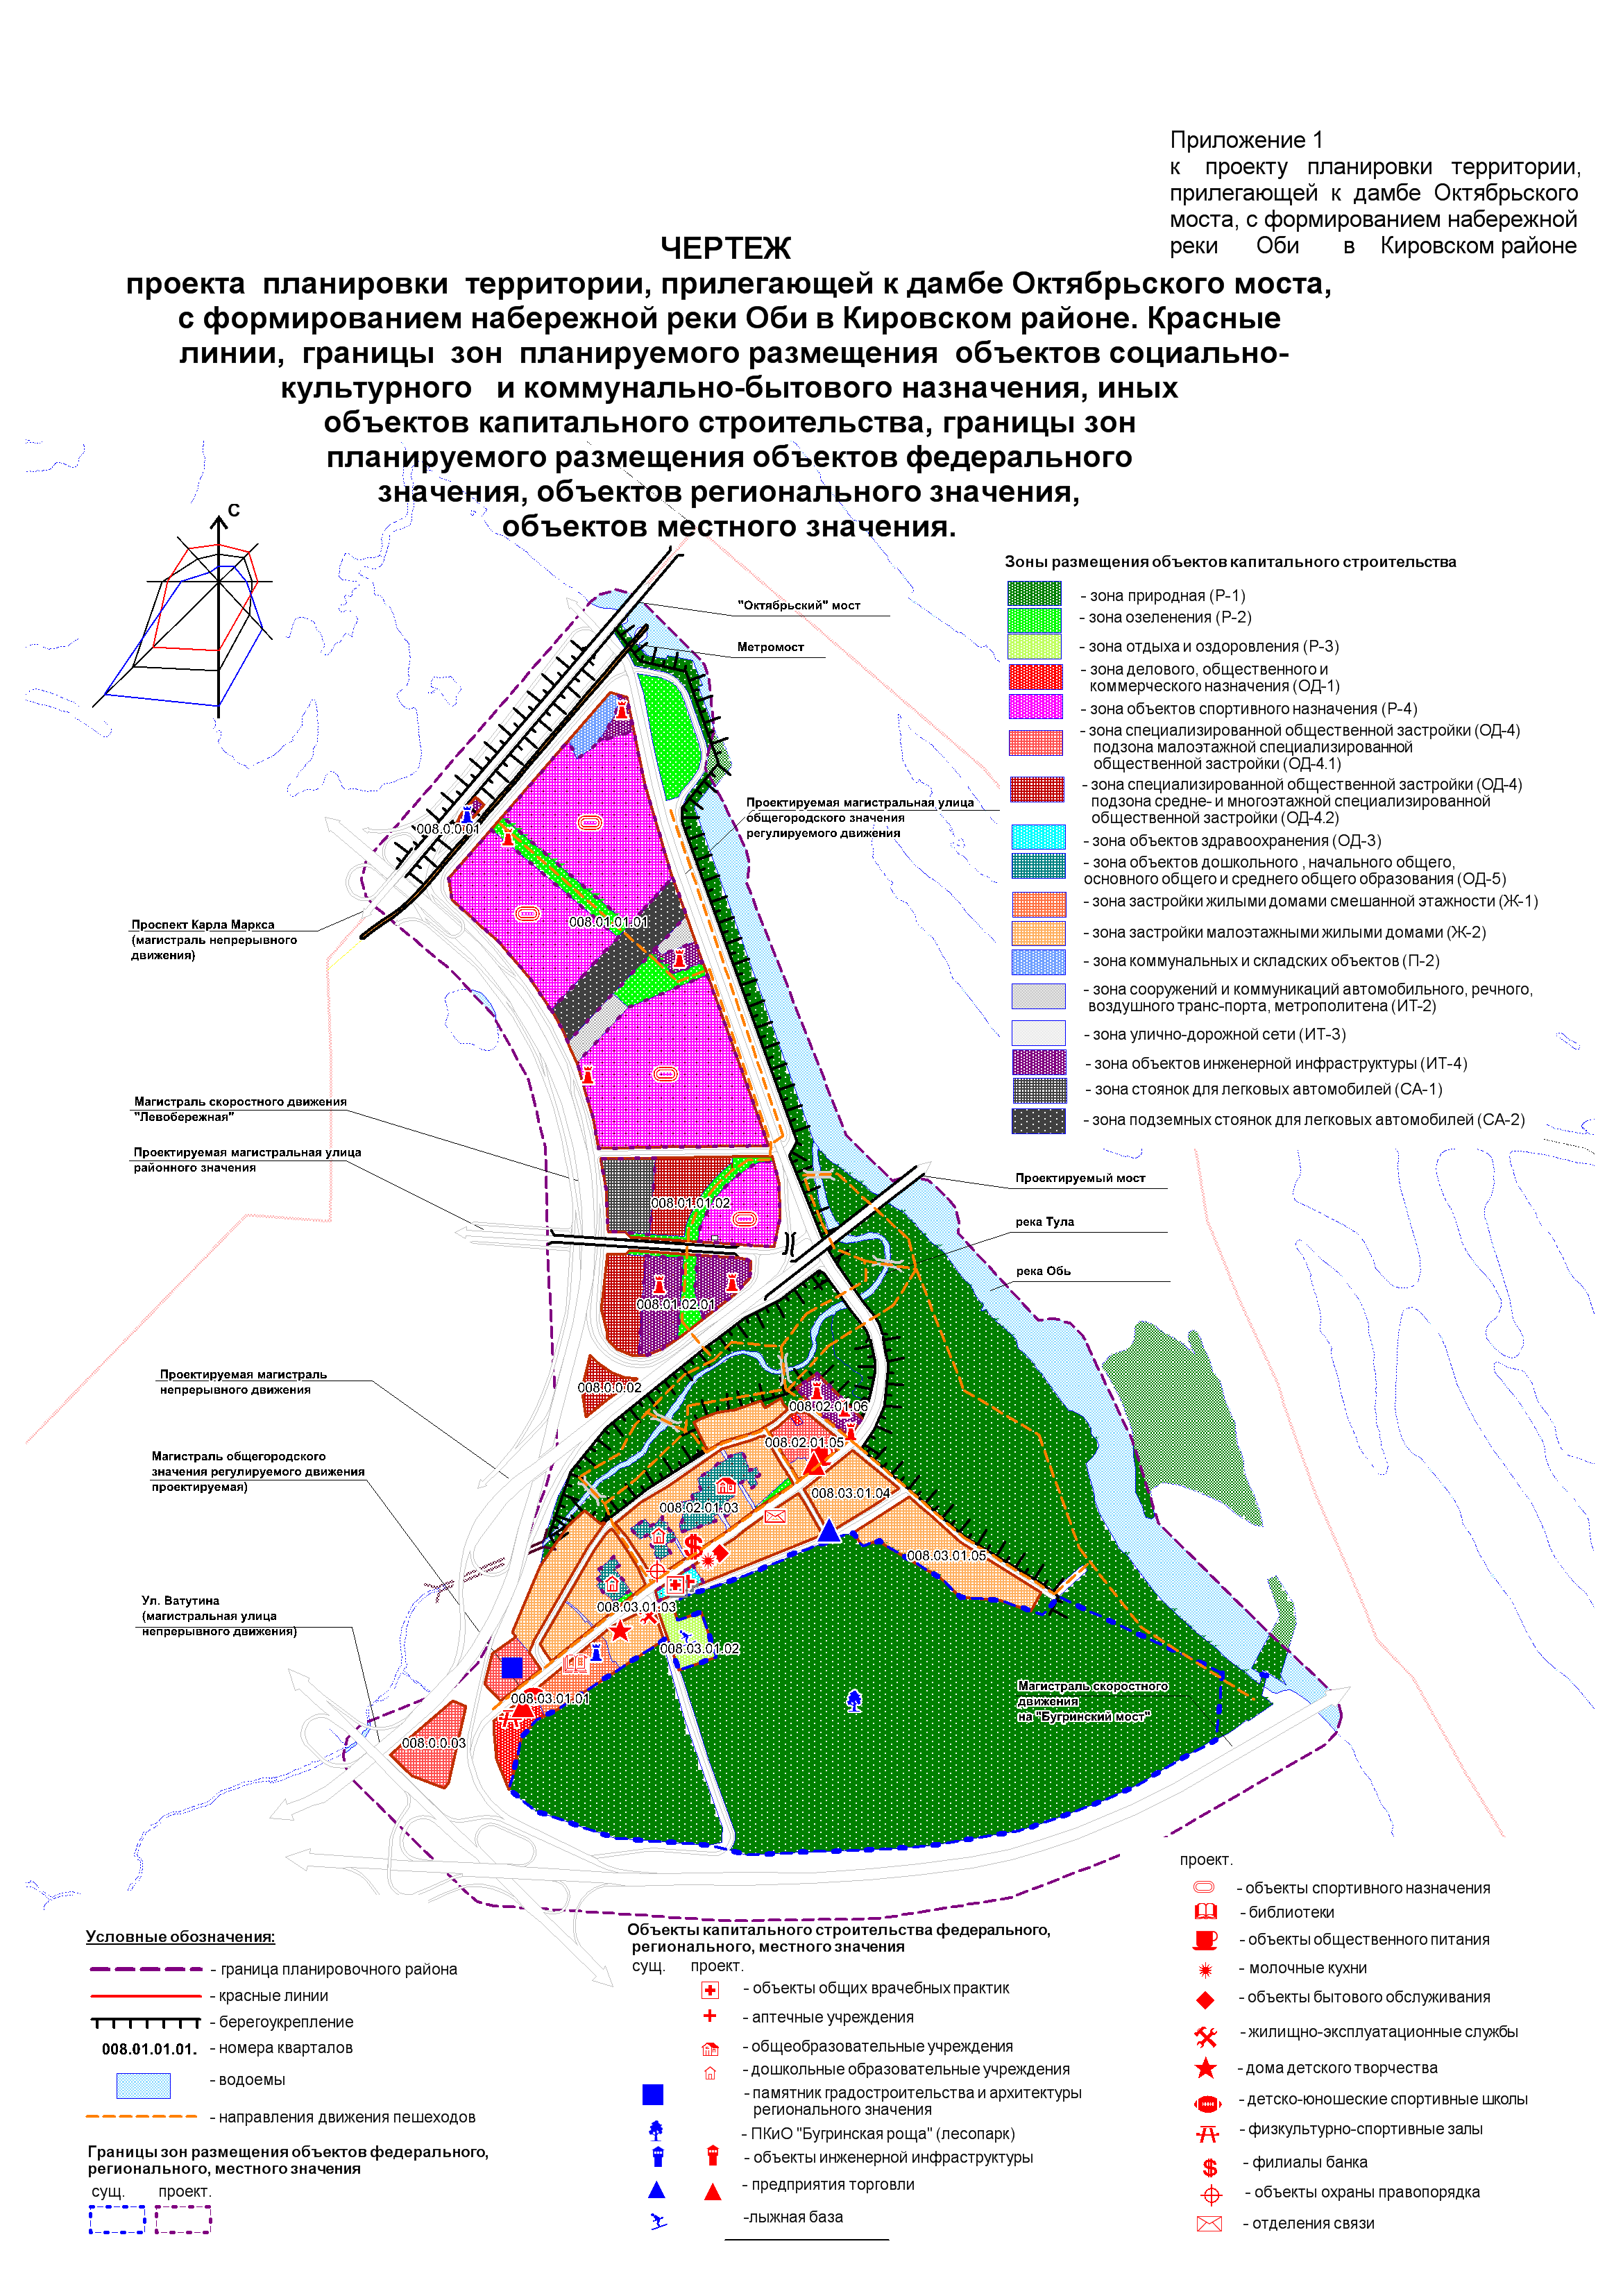 Приложение 1
к проекту планировки территории,
прилегающей к дамбе Октябрьского
моста, с формированием набережной
реки Оби в Кировском районе
ЧЕРТЕЖ
проекта планировки территории, прилегающей к дамбе Октябрьского моста,
с формированием набережной реки Оби в Кировском районе. Красные
линии, границы зон планируемого размещения объектов социально-
культурного и коммунально-бытового назначения, иных
объектов капитального строительства, границы зон
планируемого размещения объектов федерального
значения, объектов регионального значения,
объектов местного значения.
С
Зоны размещения объектов капитального строительства
- зона природная (Р-1)
- зона озеленения (Р-2)
- зона отдыха и оздоровления (Р-3)
- зона делового, общественного и
коммерческого назначения (ОД-1)
- зона объектов спортивного назначения (Р-4)
- зона специализированной общественной застройки (ОД-4)
подзона малоэтажной специализированной
общественной застройки (ОД-4.1)
- зона специализированной общественной застройки (ОД-4)
подзона средне- и многоэтажной специализированной
общественной застройки (ОД-4.2)
- зона объектов здравоохранения (ОД-3)
- зона объектов дошкольного , начального общего,
основного общего и среднего общего образования (ОД-5)
- зона застройки жилыми домами смешанной этажности (Ж-1)
- зона застройки малоэтажными жилыми домами (Ж-2)
- зона коммунальных и складских объектов (П-2)
- зона сооружений и коммуникаций автомобильного, речного,
воздушного транс-порта, метрополитена (ИТ-2)
- зона улично-дорожной сети (ИТ-3)
- зона объектов инженерной инфраструктуры (ИТ-4)
- зона стоянок для легковых автомобилей (СА-1)
- зона подземных стоянок для легковых автомобилей (СА-2)
"Октябрьский" мост
Метромост
Проектируемая магистральная улица
общегородского значения
регулируемого движения
008.0.0.01
008.01.01.01
Проспект Карла Маркса
(магистраль непрерывного
движения)
Магистраль скоростного движения
"Левобережная"
Проектируемая магистральная улица
районного значения
Проектируемый мост
река Тула
река Обь
008.01.01.02
008.01.02.01
008.0.0.02
Проектируемая магистраль
непрерывного движения
Магистраль общегородского
значения регулируемого движения
проектируемая)
Ул. Ватутина
(магистральная улица
непрерывного движения)
008.02.01.06
008.02.01.05
008.03.01.04
008.02.01.03
008.03.01.05
008.03.01.03
008.03.01.02
008.03.01.01
008.0.0.03
Магистраль скоростного
движения
на "Бугринский мост"
Условные обозначения:
- граница планировочного района
- красные линии
- берегоукрепление
008.01.01.01. - номера кварталов
- водоемы
- направления движения пешеходов
Границы зон размещения объектов федерального,
регионального, местного значения
сущ. проект.
Объекты капитального строительства федерального,
регионального, местного значения
сущ. проект.
- объекты общих врачебных практик
- аптечные учреждения
- общеобразовательные учреждения
- дошкольные образовательные учреждения
- памятник градостроительства и архитектуры
регионального значения
- ПКиО "Бугринская роща" (лесопарк)
- объекты инженерной инфраструктуры
- предприятия торговли
-лыжная база
проект.
- объекты спортивного назначения
- библиотеки
- объекты общественного питания
- молочные кухни
- объекты бытового обслуживания
- жилищно-эксплуатационные службы
- дома детского творчества
- детско-юношеские спортивные школы
- физкультурно-спортивные залы
- филиалы банка
- объекты охраны правопорядка
- отделения связи